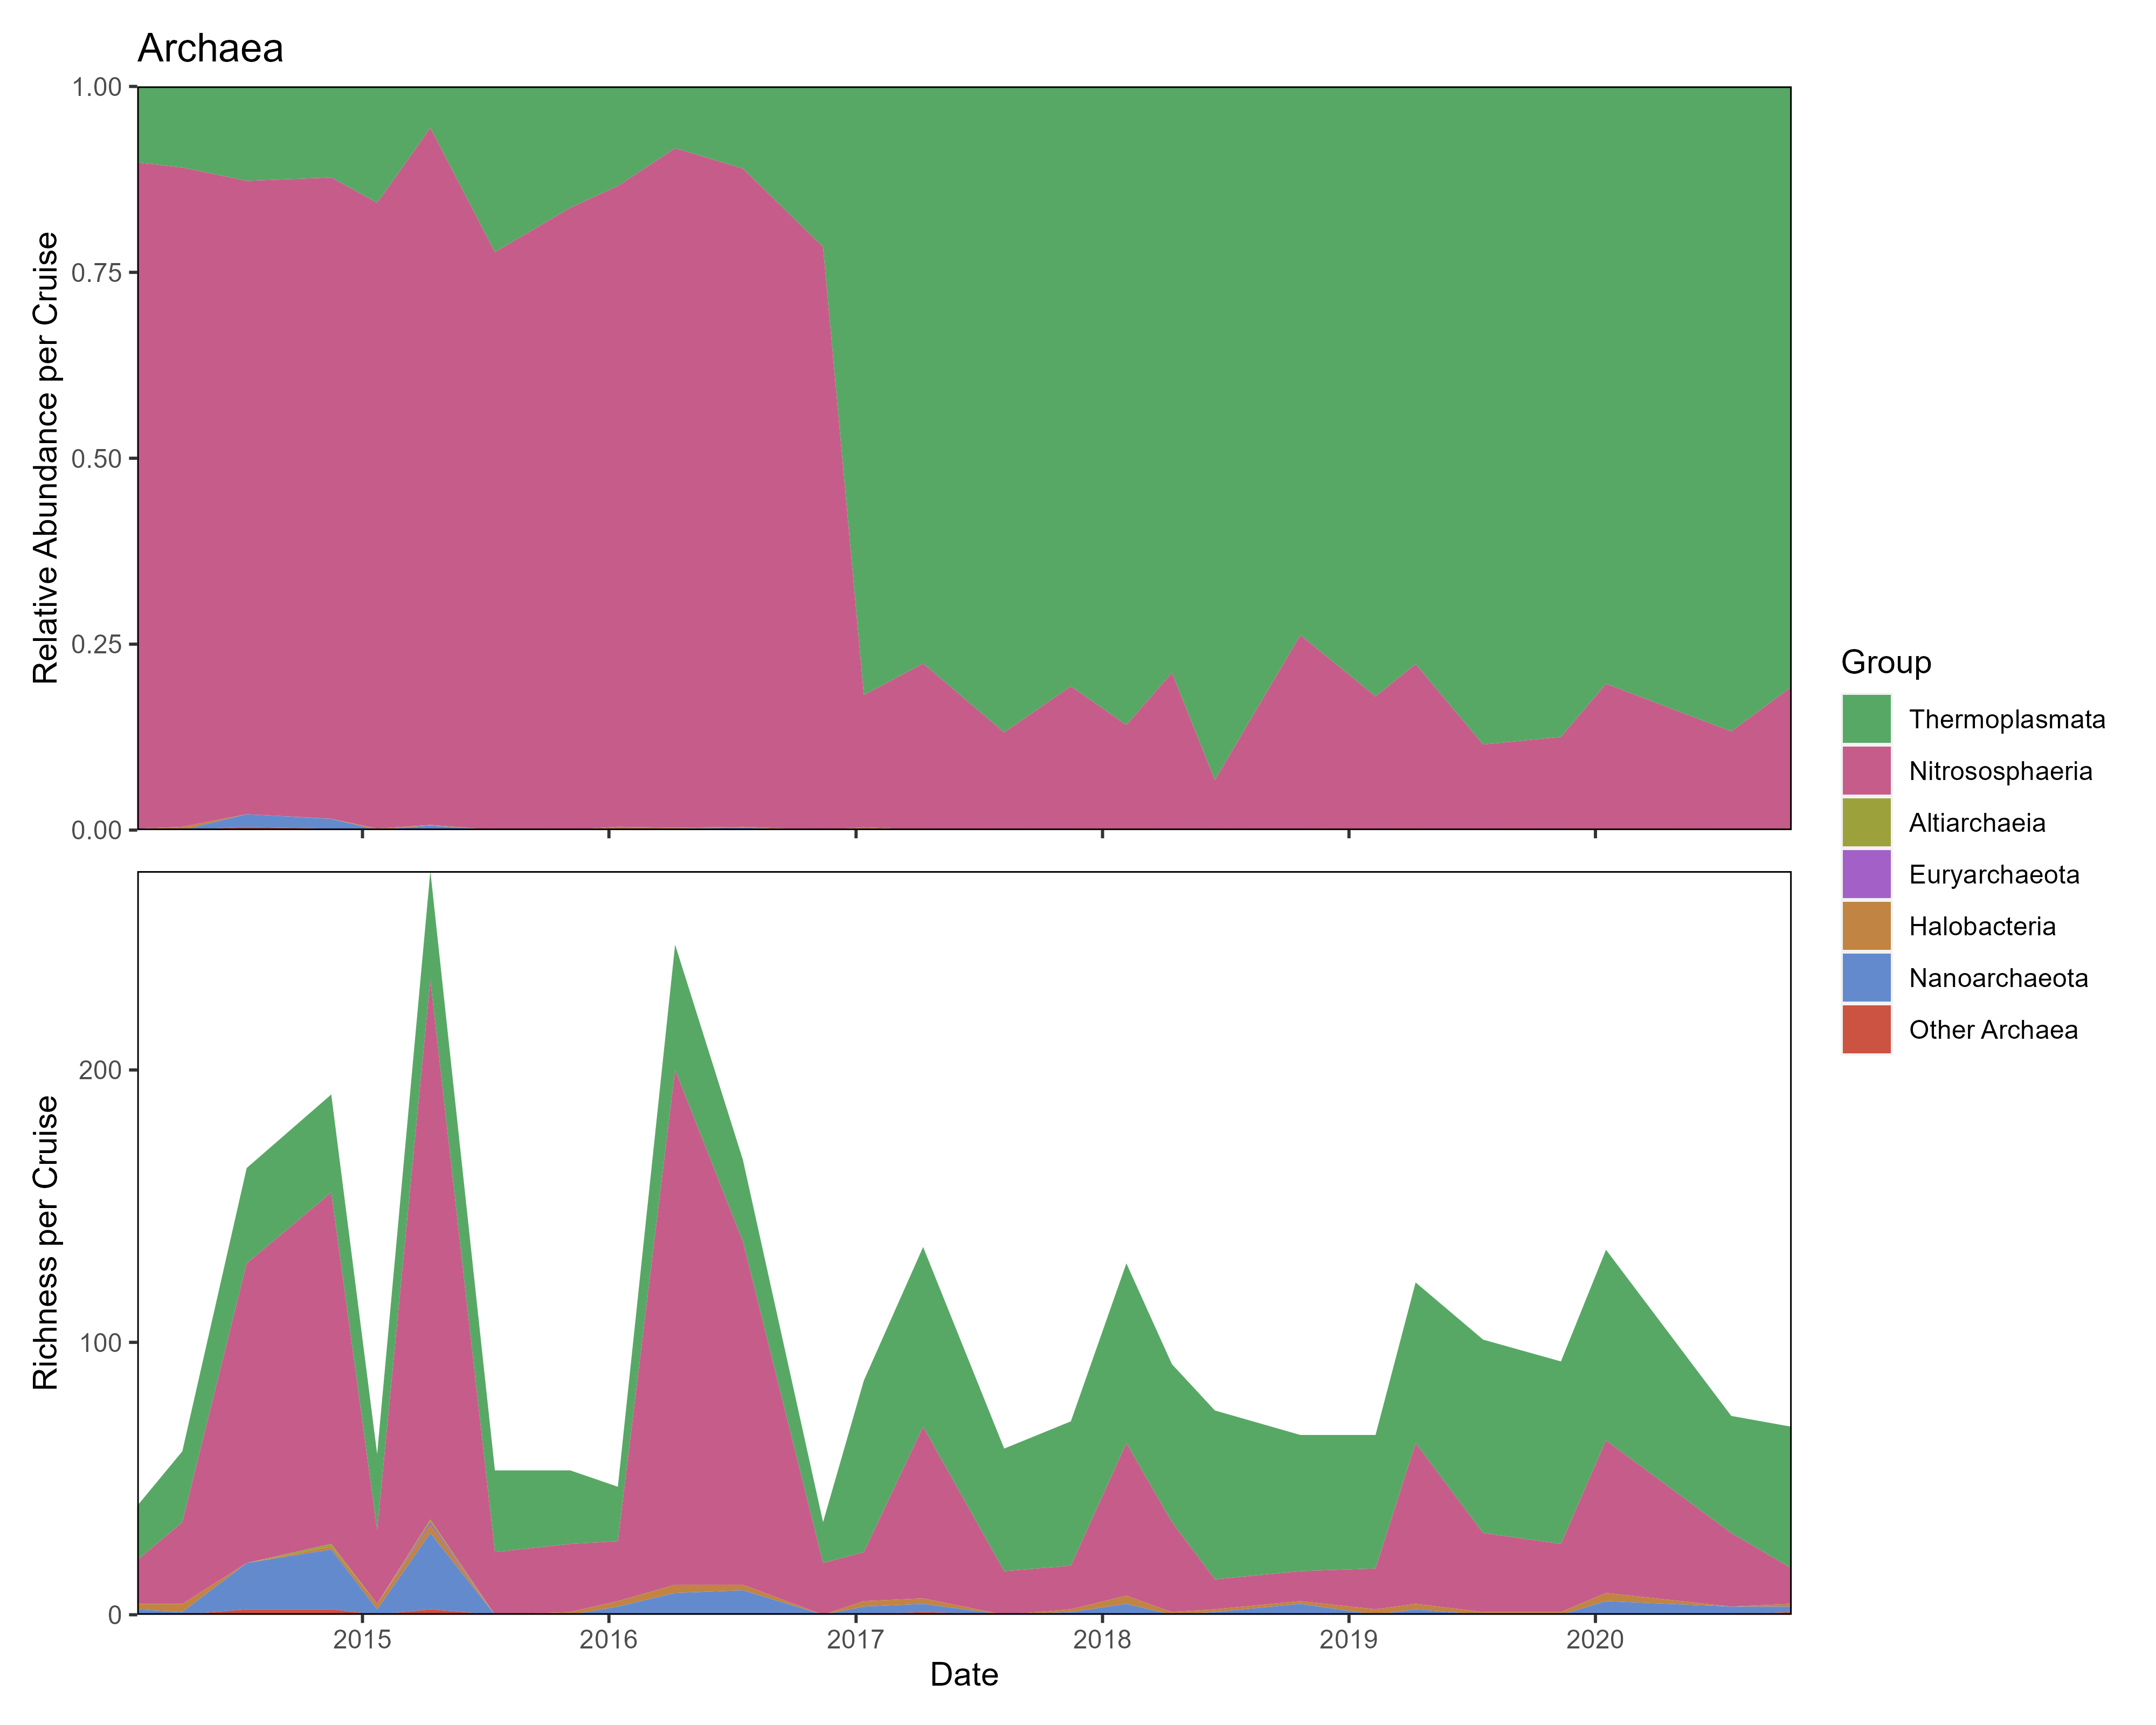 Archaea
1.00
0.75
0.50
0.25
0.00
Relative Abundance per Cruise
200
100
0
Richness per Cruise
2015 2016 2017 2018 2019 2020
Date
Group
Thermoplasmata
Nitrososphaeria
Altiarchaeia
Euryarchaeota
Halobacteria
Nanoarchaeota
Other Archaea